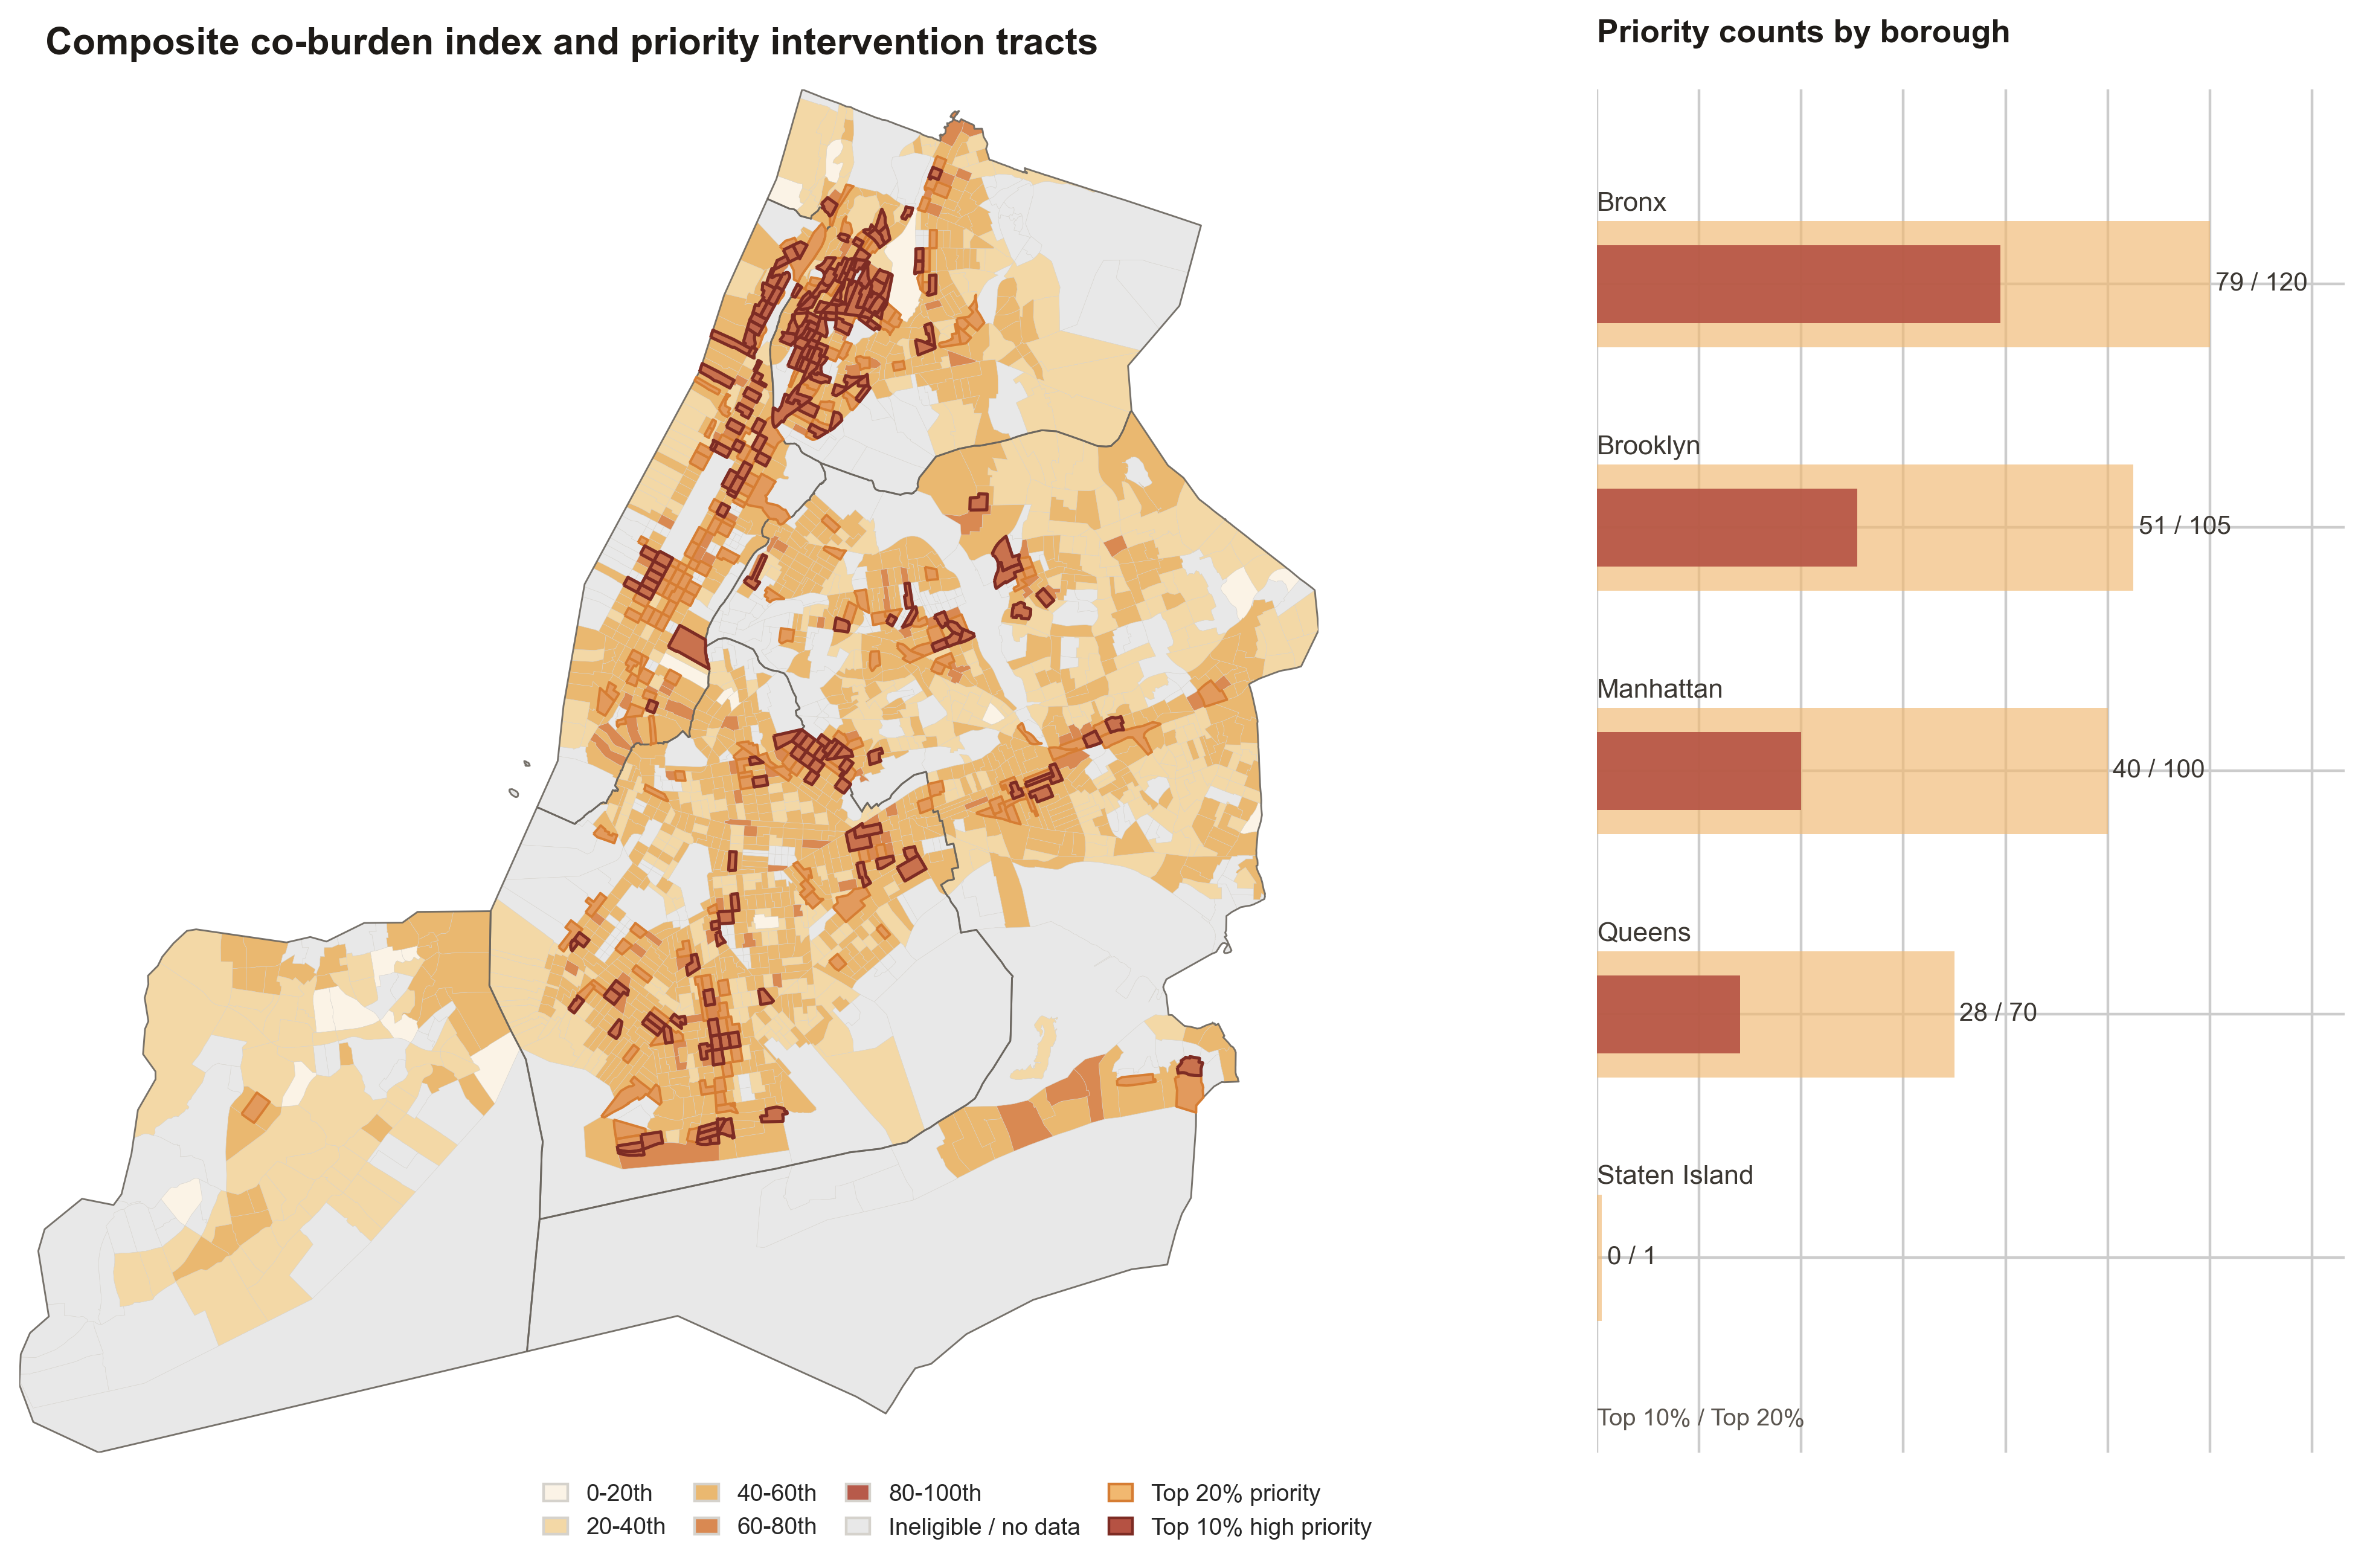 Composite co-burden index and priority intervention tracts
Priority counts by borough
Bronx
79 / 120
Brooklyn
51 / 105
Manhattan
40 / 100
Queens
28 / 70
Staten Island
0 / 1
Top 10% / Top 20%
0-20th
40-60th
80-100th
Top 20% priority
20-40th
60-80th
Ineligible / no data
Top 10% high priority